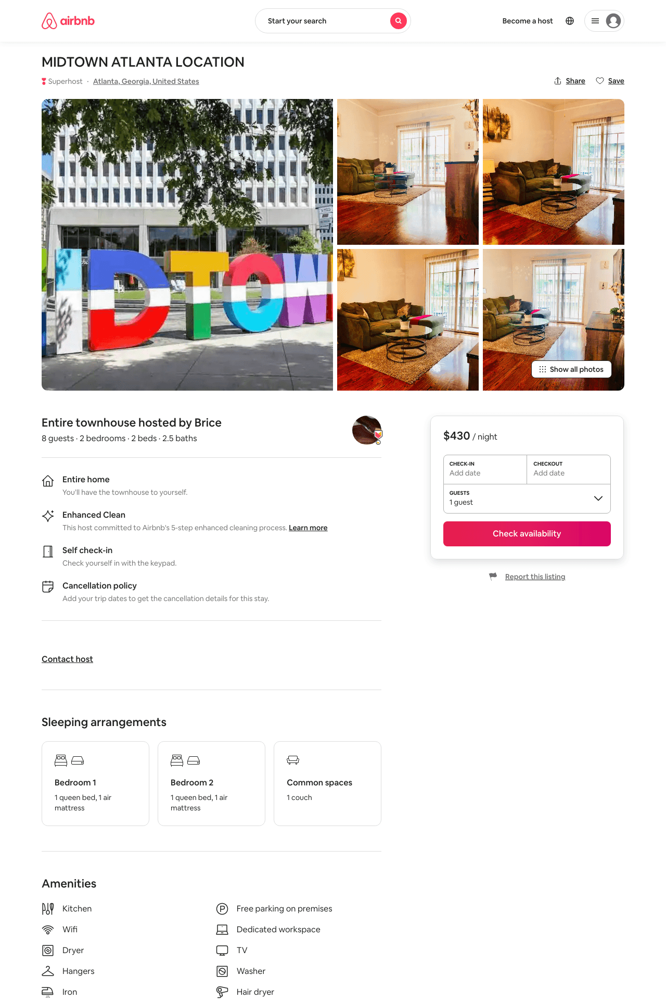 airbnb
Start your search
Become a host
MIDTOWN ATLANTA LOCATION
Superhost · Atlanta, Georgia, United States
Share
Save
IDTOW
Show all photos
Entire townhouse hosted by Brice
8 guests · 2 bedrooms · 2 beds · 2.5 baths
Entire home
You'll have the townhouse to yourself.
Enhanced Clean
This host committed to Airbnb's 5-step enhanced cleaning process. Learn more
Self check-in
Check yourself in with the keypad.
Cancellation policy
Add your trip dates to get the cancellation details for this stay.
$430 / night
CHECK-IN
Add date
CHECKOUT
Add date
GUESTS
1 guest
Check availability
Report this listing
Contact host
Sleeping arrangements
Bedroom 1
1 queen bed, 1 air
mattress
Bedroom 2
1 queen bed, 1 air
mattress
Common spaces
1 couch
Amenities
Kitchen
Free parking on premises
Wifi
Dedicated workspace
Dryer
TV
Hangers
Washer
Iron
Hair dryer